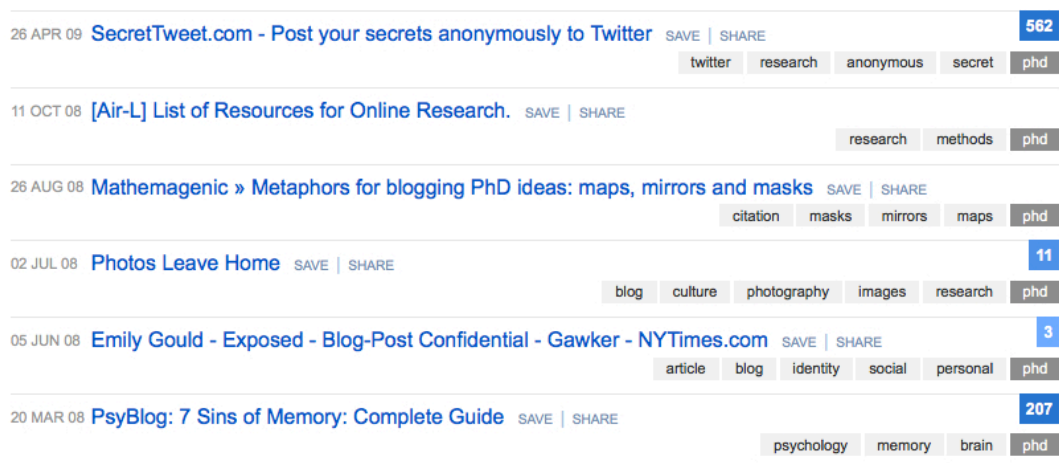 562
26 APR 09 SecretTweet.com - Post your secrets anonymously to Twitter SAVE | SHARE
twitter research anonymous secret phd
11 OCT 08 [Air-L] List of Resources for Online Research. SAVE | SHARE
research methods phd
26 AUG 08 Mathemagenic » Metaphors for blogging PhD ideas: maps, mirrors and masks SAVE | SHARE
citation masks mirrors maps phd
11
02 JUL 08 Photos Leave Home SAVE | SHARE
blog culture photography images research phd
3
05 JUN 08 Emily Gould - Exposed - Blog-Post Confidential - Gawker - NYTimes.com SAVE | SHARE
article blog identity social personal phd
207
20 MAR 08 PsyBlog: 7 Sins of Memory: Complete Guide SAVE | SHARE
psychology memory brain phd